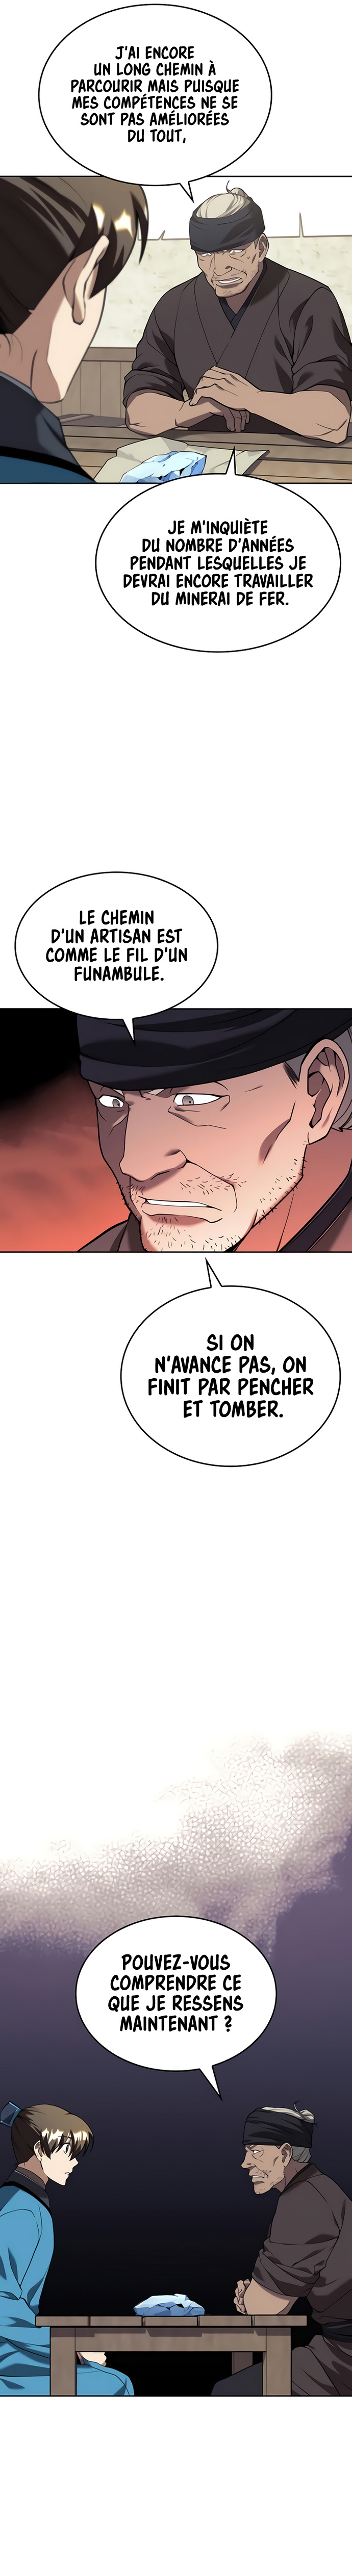 J'AI ENCORE
UN LONG CHEMIN À
PARCOURIR MAIS PUISQUE
MES COMPÉTENCES NE SE
SONT PAS AMÉLIORÉES
DU TOUT,
JE M'INQUIÈTE
DU NOMBRE D'ANNÉES
PENDANT LESQUELLES JE
DEVRAI ENCORE TRAVAILLER
DU MINERAI DE FER.
LE CHEMIN
D'UN ARTISAN EST
COMME LE FIL D'UN
FUNAMBULE.
SI ON
N'AVANCE PAS, ON
FINIT PAR PENCHER
ET TOMBER.
POUVEZ-VOUS
COMPRENDRE CE
QUE JE RESSENS
MAINTENANT ?